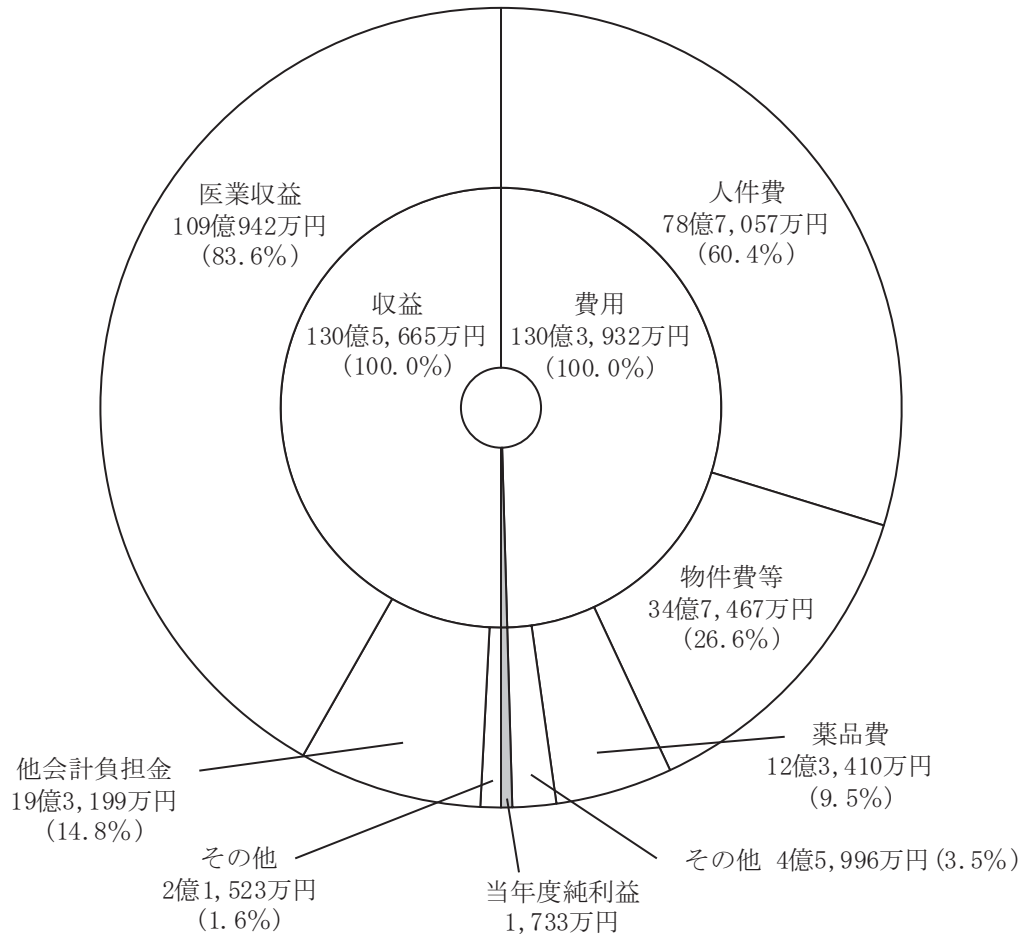 医業収益
109億942万円
(83.6%)
人件費
78億7,057万円
(60.4%)
収益
130億5,665万円
(100.0%)
費用
130億3,932万円
(100.0%)
物件費等
34億7,467万円
(26.6%)
薬品費
12億3,410万円
(9.5%)
他会計負担金
19億3,199万円
(14.8%)
その他
2億1,523万円
(1.6%)
当年度純利益
1,733万円
その他 4億5,996万円(3.5%)